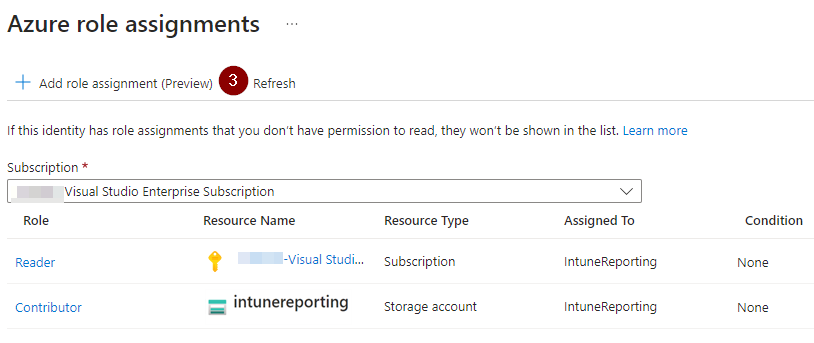 Azure role assignments ...
+ Add role assignment (Preview) 3 Refresh
If this identity has role assignments that you don't have permission to read, they won't be shown in the list. Learn more
Subscription *
Visual Studio Enterprise Subscription
Role Resource Name Resource Type Assigned To Condition
Reader -Visual Studi... Subscription IntuneReporting None
Contributor intunereporting Storage account IntuneReporting None